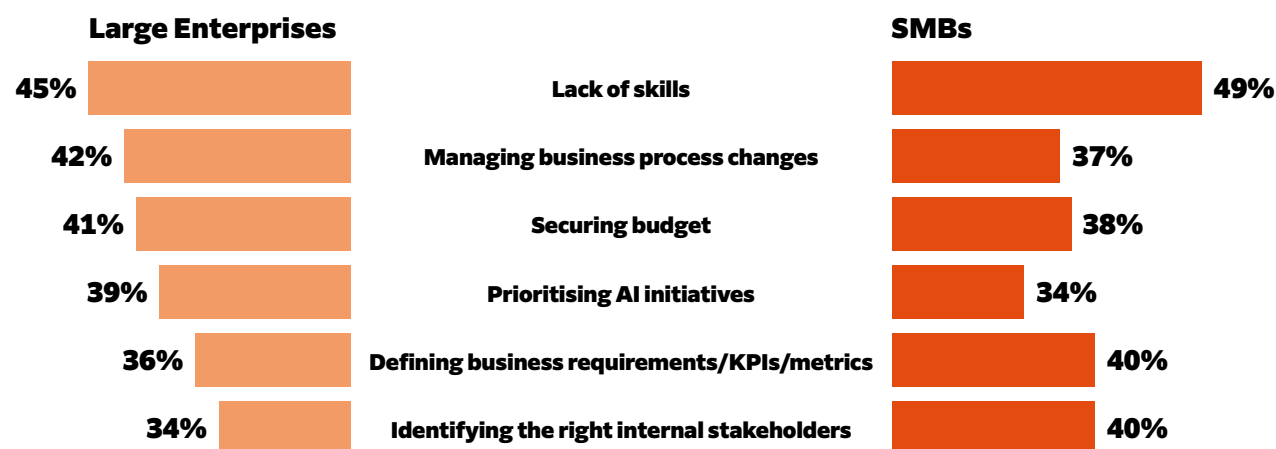 Large Enterprises SMBs
45% Lack of skills 49%
42% Managing business process changes 37%
41% Securing budget 38%
39% Prioritising AI initiatives 34%
36% Defining business requirements/KPIs/metrics 40%
34% Identifying the right internal stakeholders 40%